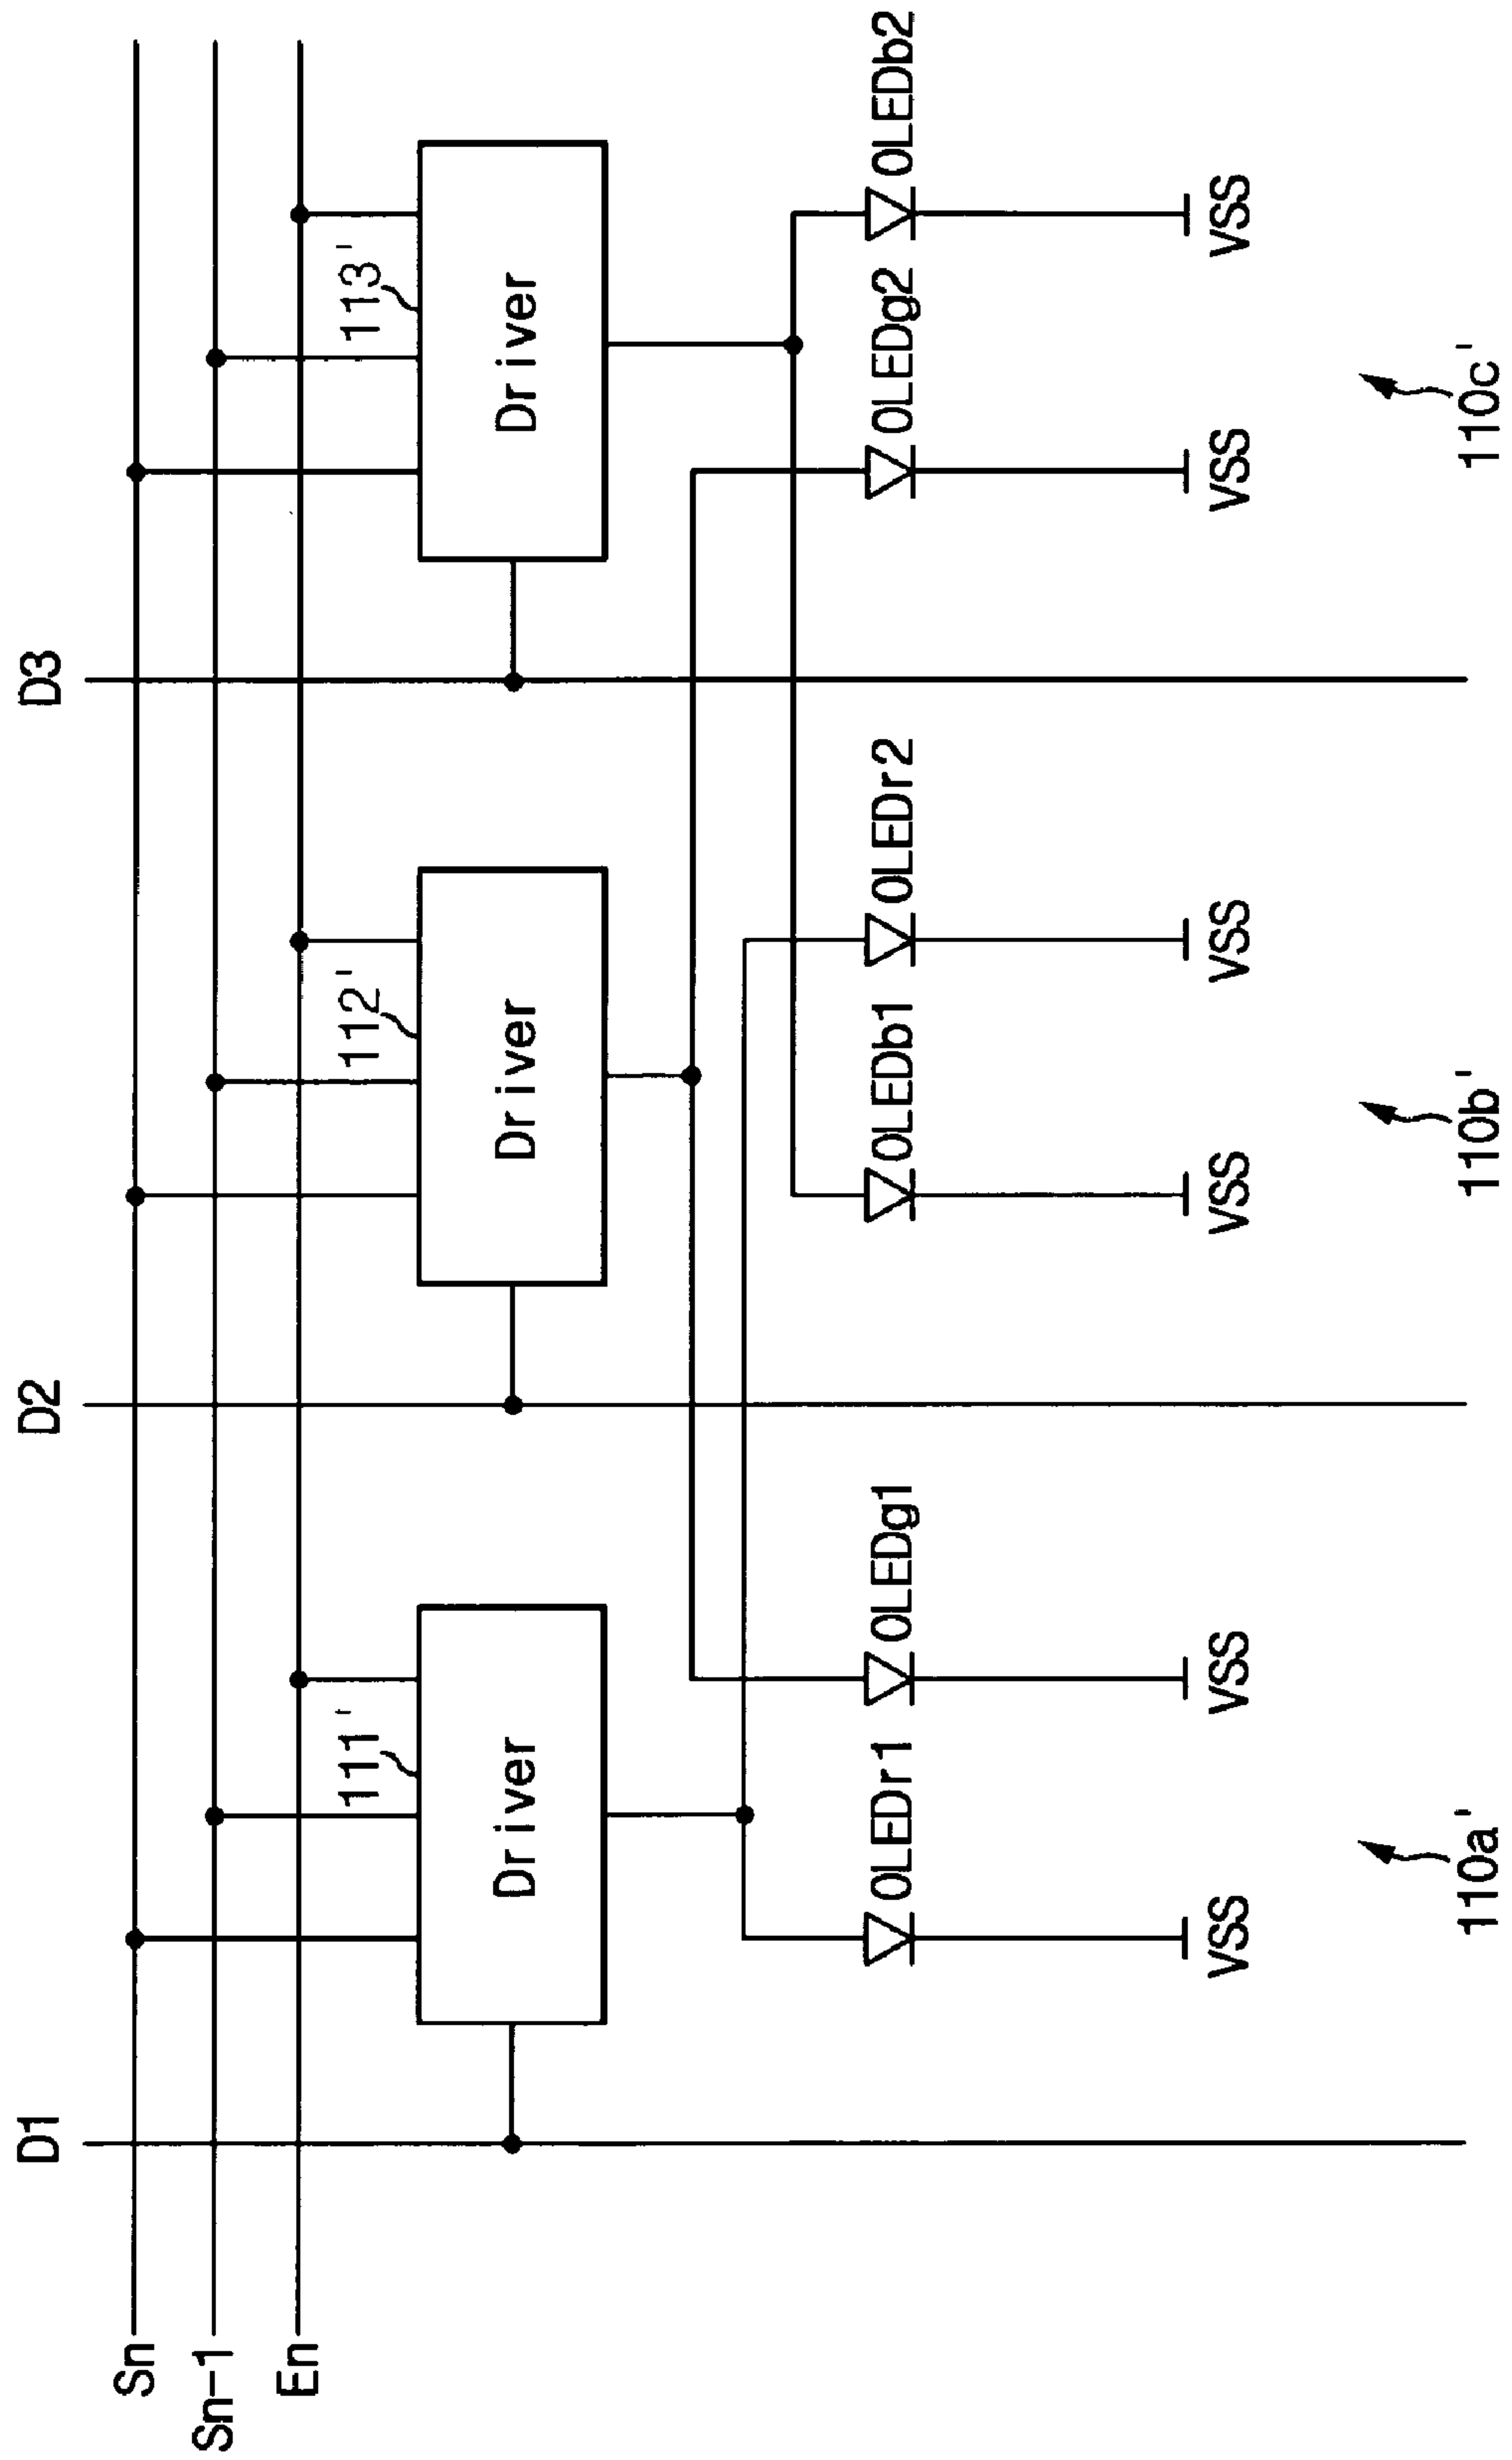 D1
D2
D3
Sn
Sn-1
En
111'
112'
113'
Driver
Driver
Driver
OLEDr1
OLEDg1
OLEDb1
OLEDr2
OLEDg2
OLEDb2
VSS
VSS
VSS
VSS
VSS
VSS
110a'
110b'
110c'